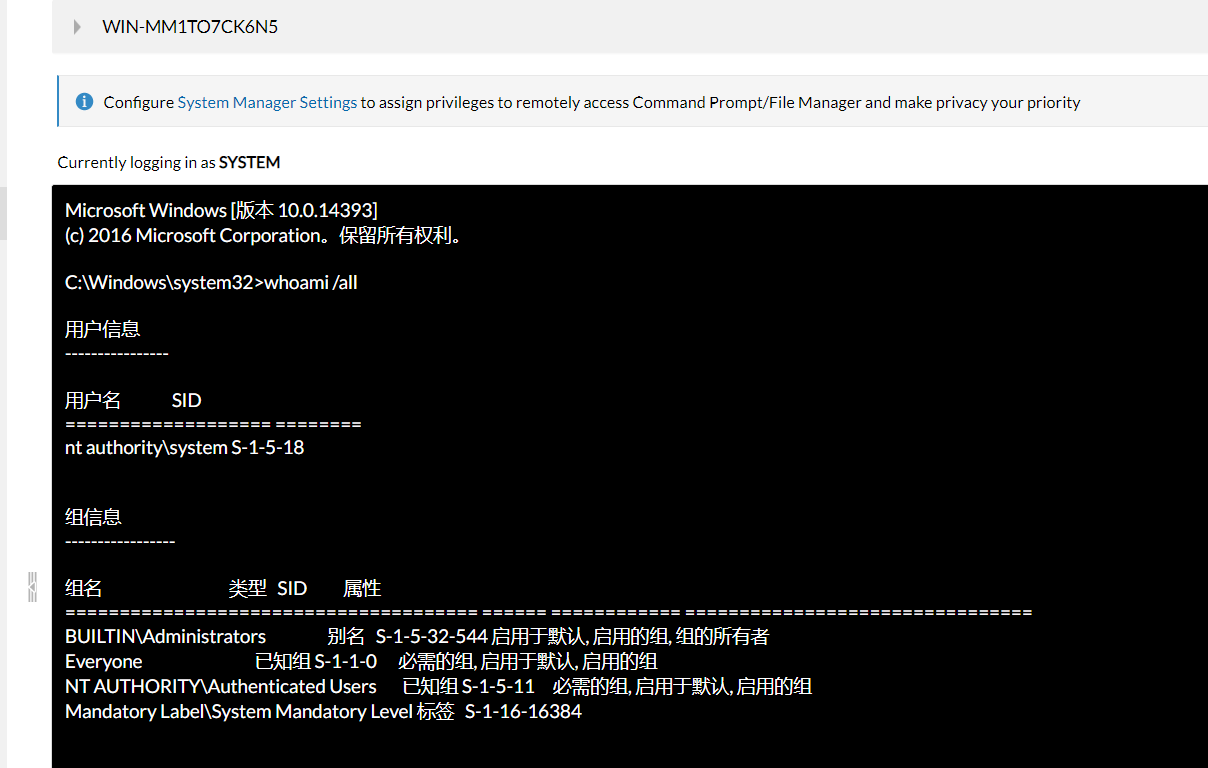 WIN-MM1TO7CK6N5
Configure System Manager Settings to assign privileges to remotely access Command Prompt/File Manager and make privacy your priority
Currently logging in as SYSTEM
Microsoft Windows [版本 10.0.14393]
(c) 2016 Microsoft Corporation。保留所有权利。
C:\Windows\system32>whoami /all
用户信息
----------------
用户名 SID
=================== ========
nt authority\system S-1-5-18
组信息
-----------------
组名 类型 SID 属性
====================================== ====== ============ ================================
BUILTIN\Administrators 别名 S-1-5-32-544 启用于默认, 启用的组, 组的所有者
Everyone 已知组 S-1-1-0 必需的组, 启用于默认, 启用的组
NT AUTHORITY\Authenticated Users 已知组 S-1-5-11 必需的组, 启用于默认, 启用的组
Mandatory Label\System Mandatory Level 标签 S-1-16-16384